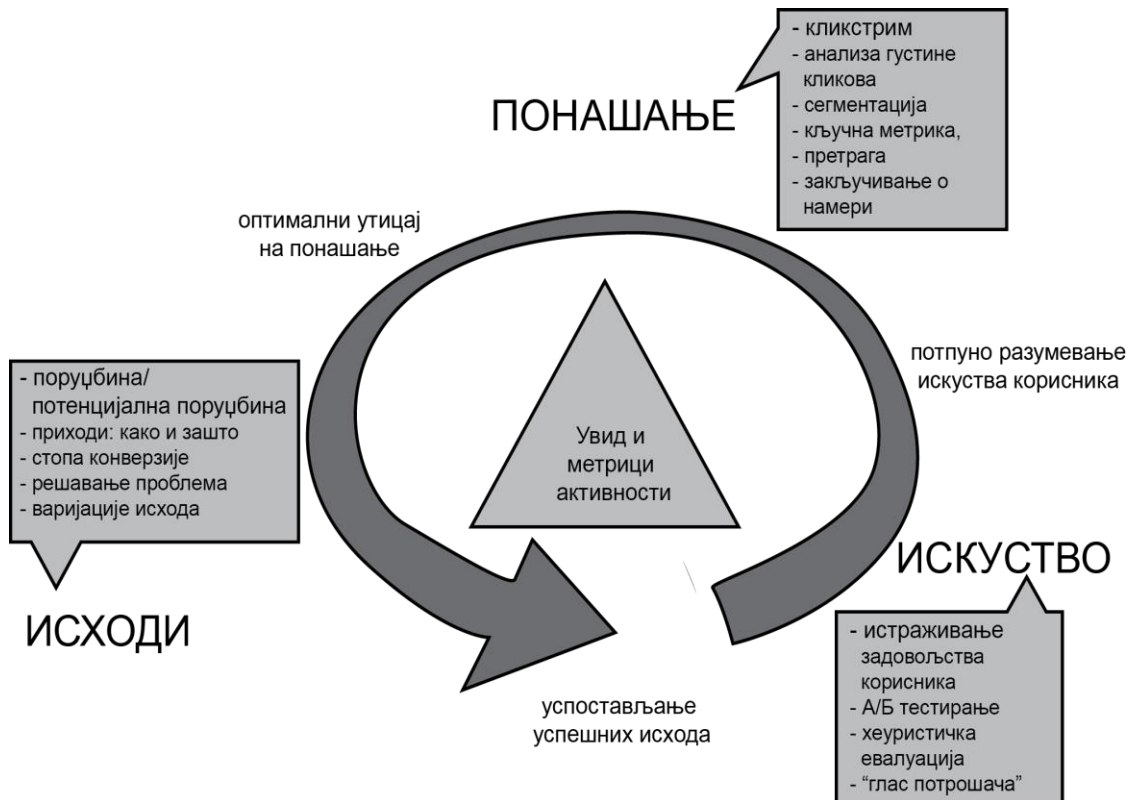 - кликстрим
- анализа густине
кликова
- сегментација
- кључна метрика,
- претрага
- закључивање о
намери
ПОНАШАЊЕ
оптимални утицај
на понашање
потпуно разумевање
искуства корисника
- поруџбина/
потенцијална поруџбина
- приходи: како и зашто
- стопа конверзије
- решавање проблема
- варијације исхода
Увид и
метрици
активности
ИСКУСТВО
ИСХОДИ
- истраживање
задовољства
корисника
- А/Б тестирање
- хеуристичка
евалуација
- “глас потрошача”
успостављање
успешних исхода